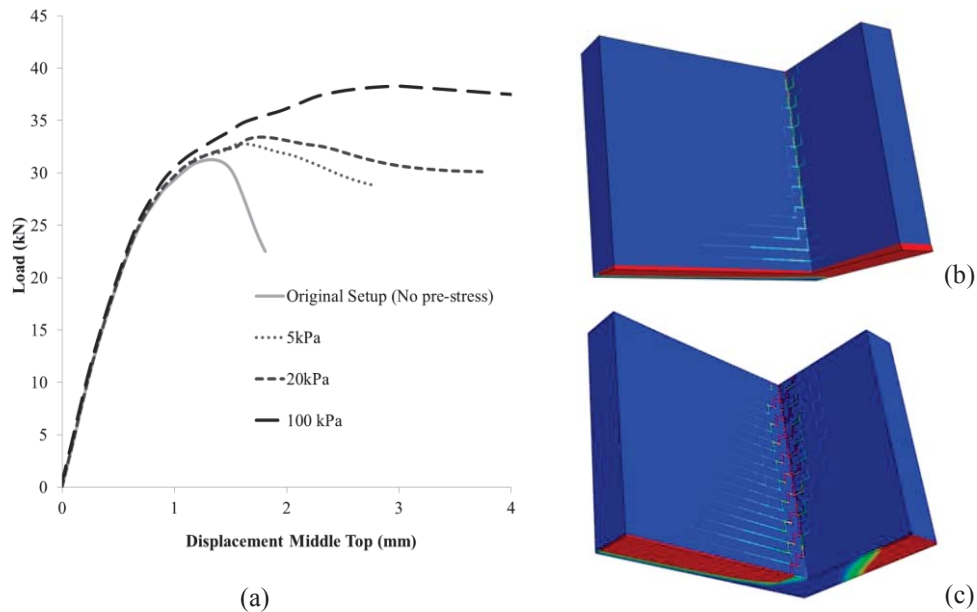 45
40
35
30
25
20
15
10
5
0
Load (kN)
Original Setup (No pre-stress)
5kPa
20kPa
100 kPa
0 1 2 3 4
Displacement Middle Top (mm)
(a)
(b)
(c)